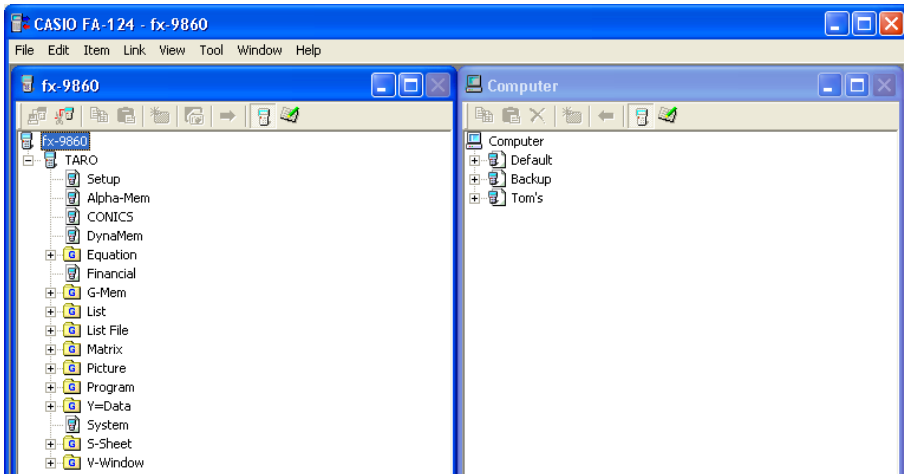 CASIO FA-124 - fx-9860
File Edit Item Link View Tool Window Help
fx-9860
fx-9860
TARO
Setup
Alpha-Mem
CONICS
DynaMem
Equation
Financial
G-Mem
List
List File
Matrix
Picture
Program
Y=Data
System
S-Sheet
V-Window
Computer
Computer
Default
Backup
Tom's